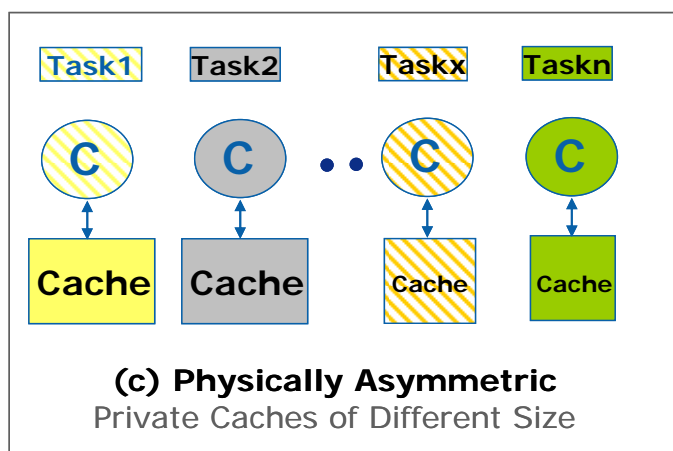 Task1 Task2 Taskx Taskn
C C C C
Cache Cache Cache Cache
(c) Physically Asymmetric
Private Caches of Different Size